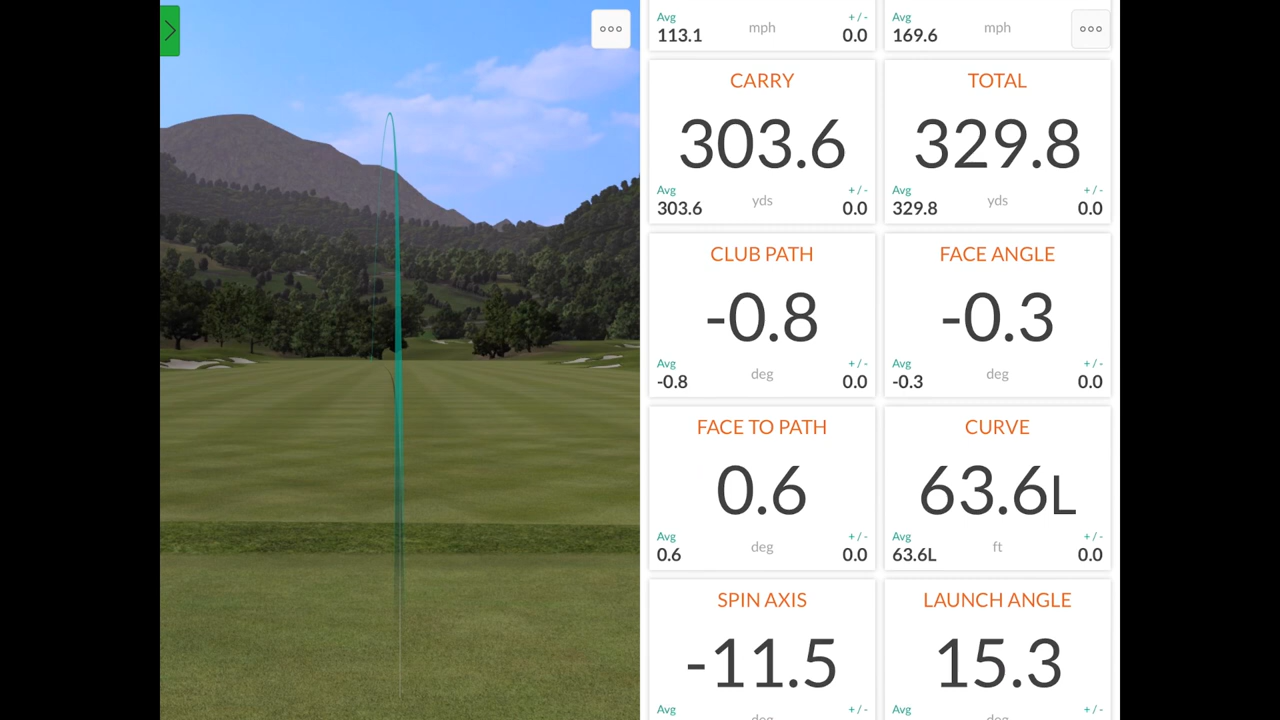 Avg mph +/-
113.1 0.0
Avg mph
169.6
CARRY
303.6
Avg yds +/-
303.6 0.0
TOTAL
329.8
Avg yds +/-
329.8 0.0
CLUB PATH
-0.8
Avg deg +/-
-0.8 0.0
FACE ANGLE
-0.3
Avg deg +/-
-0.3 0.0
FACE TO PATH
0.6
Avg deg +/-
0.6 0.0
CURVE
63.6L
Avg ft +/-
63.6L 0.0
SPIN AXIS
-11.5
Avg deg +/-
LAUNCH ANGLE
15.3
Avg deg +/-